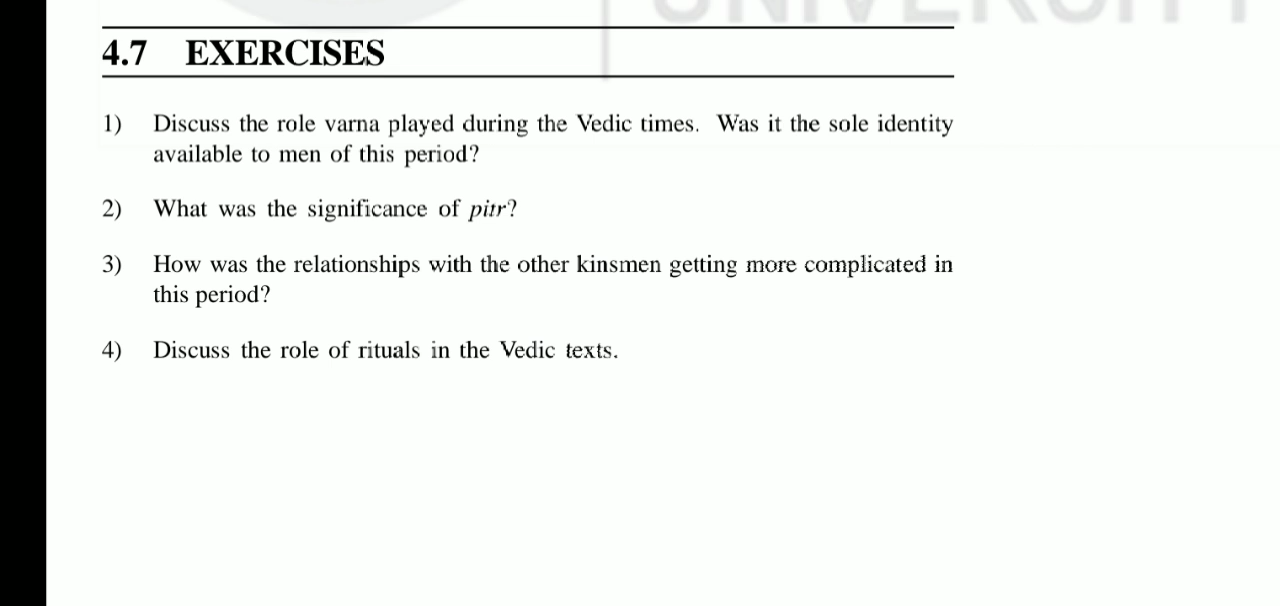 4.7 EXERCISES
1) Discuss the role varna played during the Vedic times. Was it the sole identity
available to men of this period?
2) What was the significance of pitr?
3) How was the relationships with the other kinsmen getting more complicated in
this period?
4) Discuss the role of rituals in the Vedic texts.